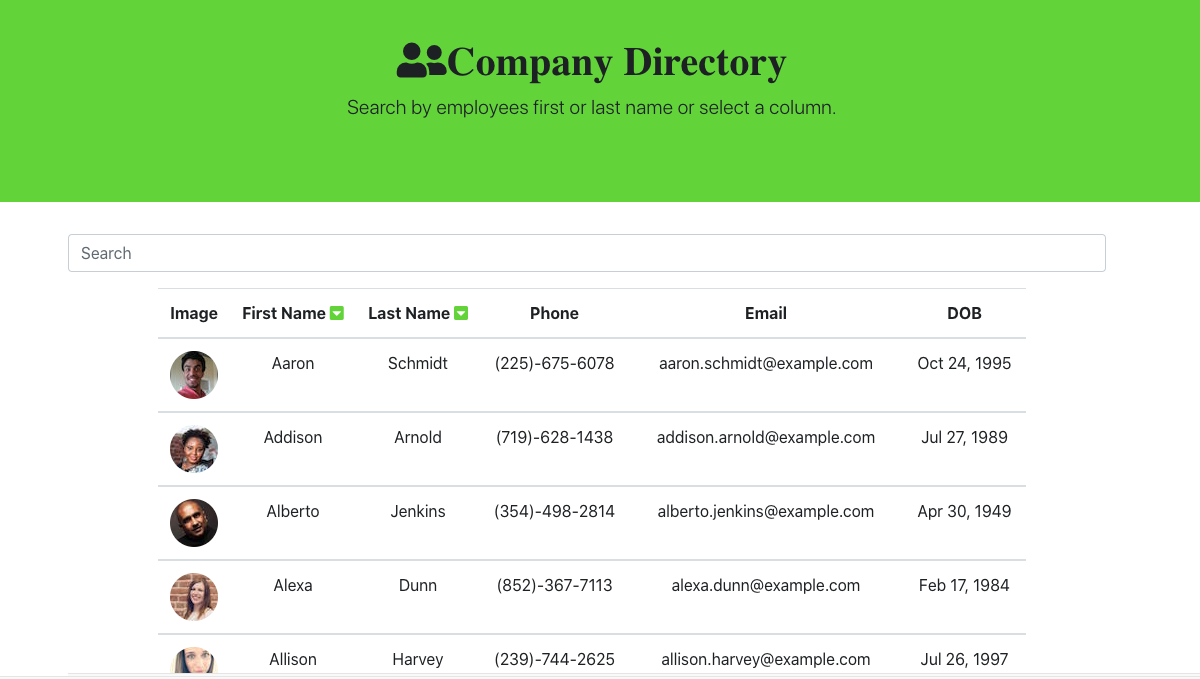 Company Directory
Search by employees first or last name or select a column.
Search
Image First Name Last Name Phone Email DOB
Aaron Schmidt (225)-675-6078 aaron.schmidt@example.com Oct 24, 1995
Addison Arnold (719)-628-1438 addison.arnold@example.com Jul 27, 1989
Alberto Jenkins (354)-498-2814 alberto.jenkins@example.com Apr 30, 1949
Alexa Dunn (852)-367-7113 alexa.dunn@example.com Feb 17, 1984
Allison Harvey (239)-744-2625 allison.harvey@example.com Jul 26, 1997